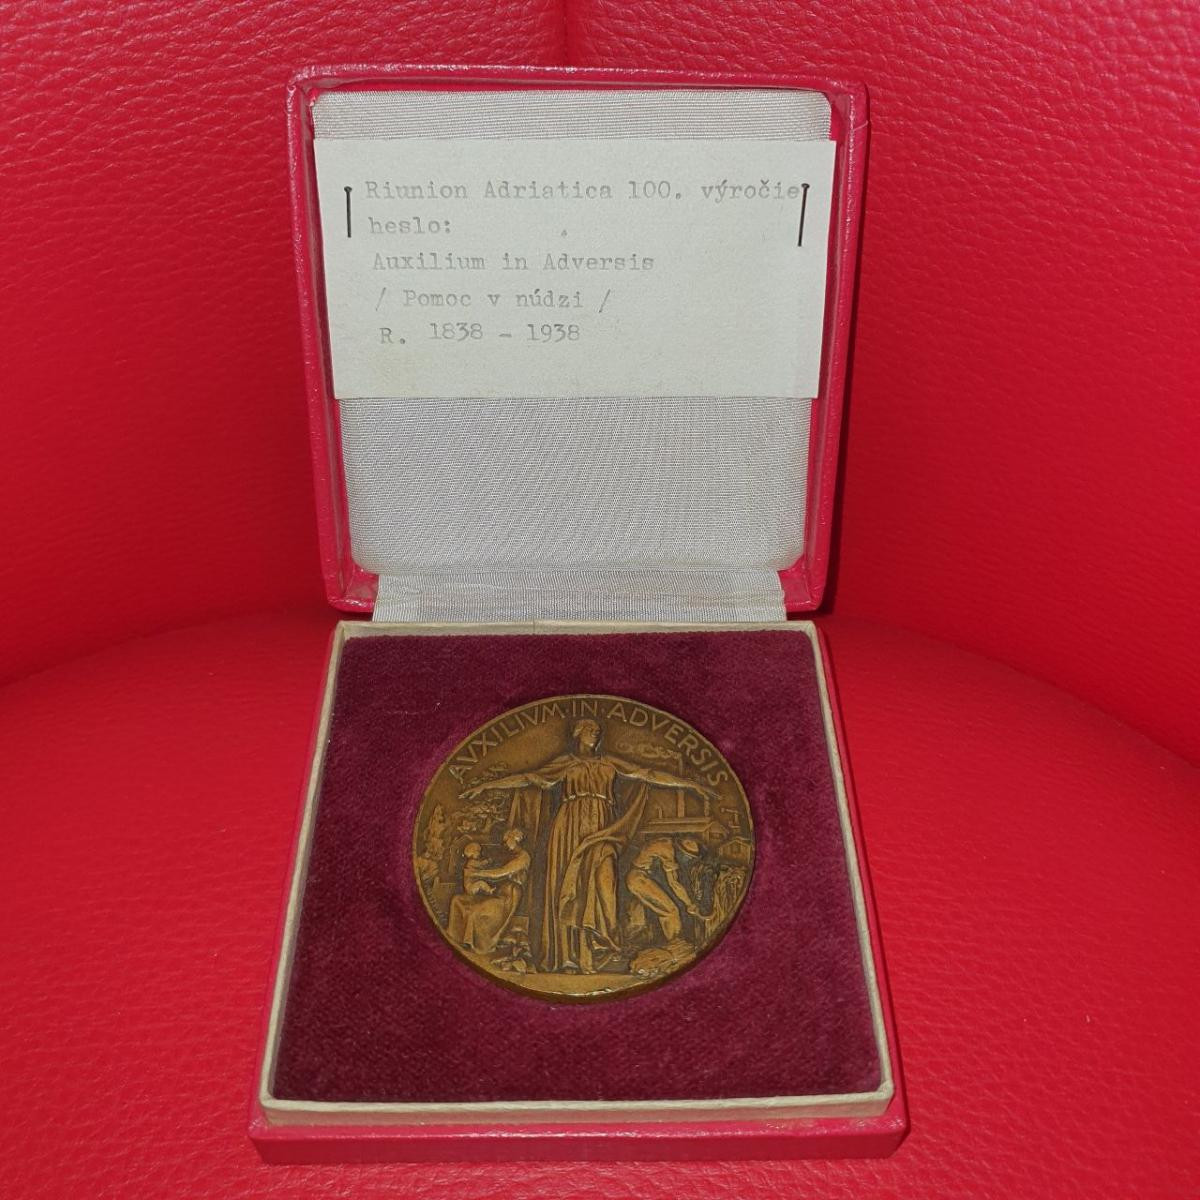 Riunion Adriatica 100. výročie
heslo:
Auxilium in Adversis
/ Pomoc v núdzi /
R. 1838 - 1938
AVXILIVM·IN·ADVERSIS